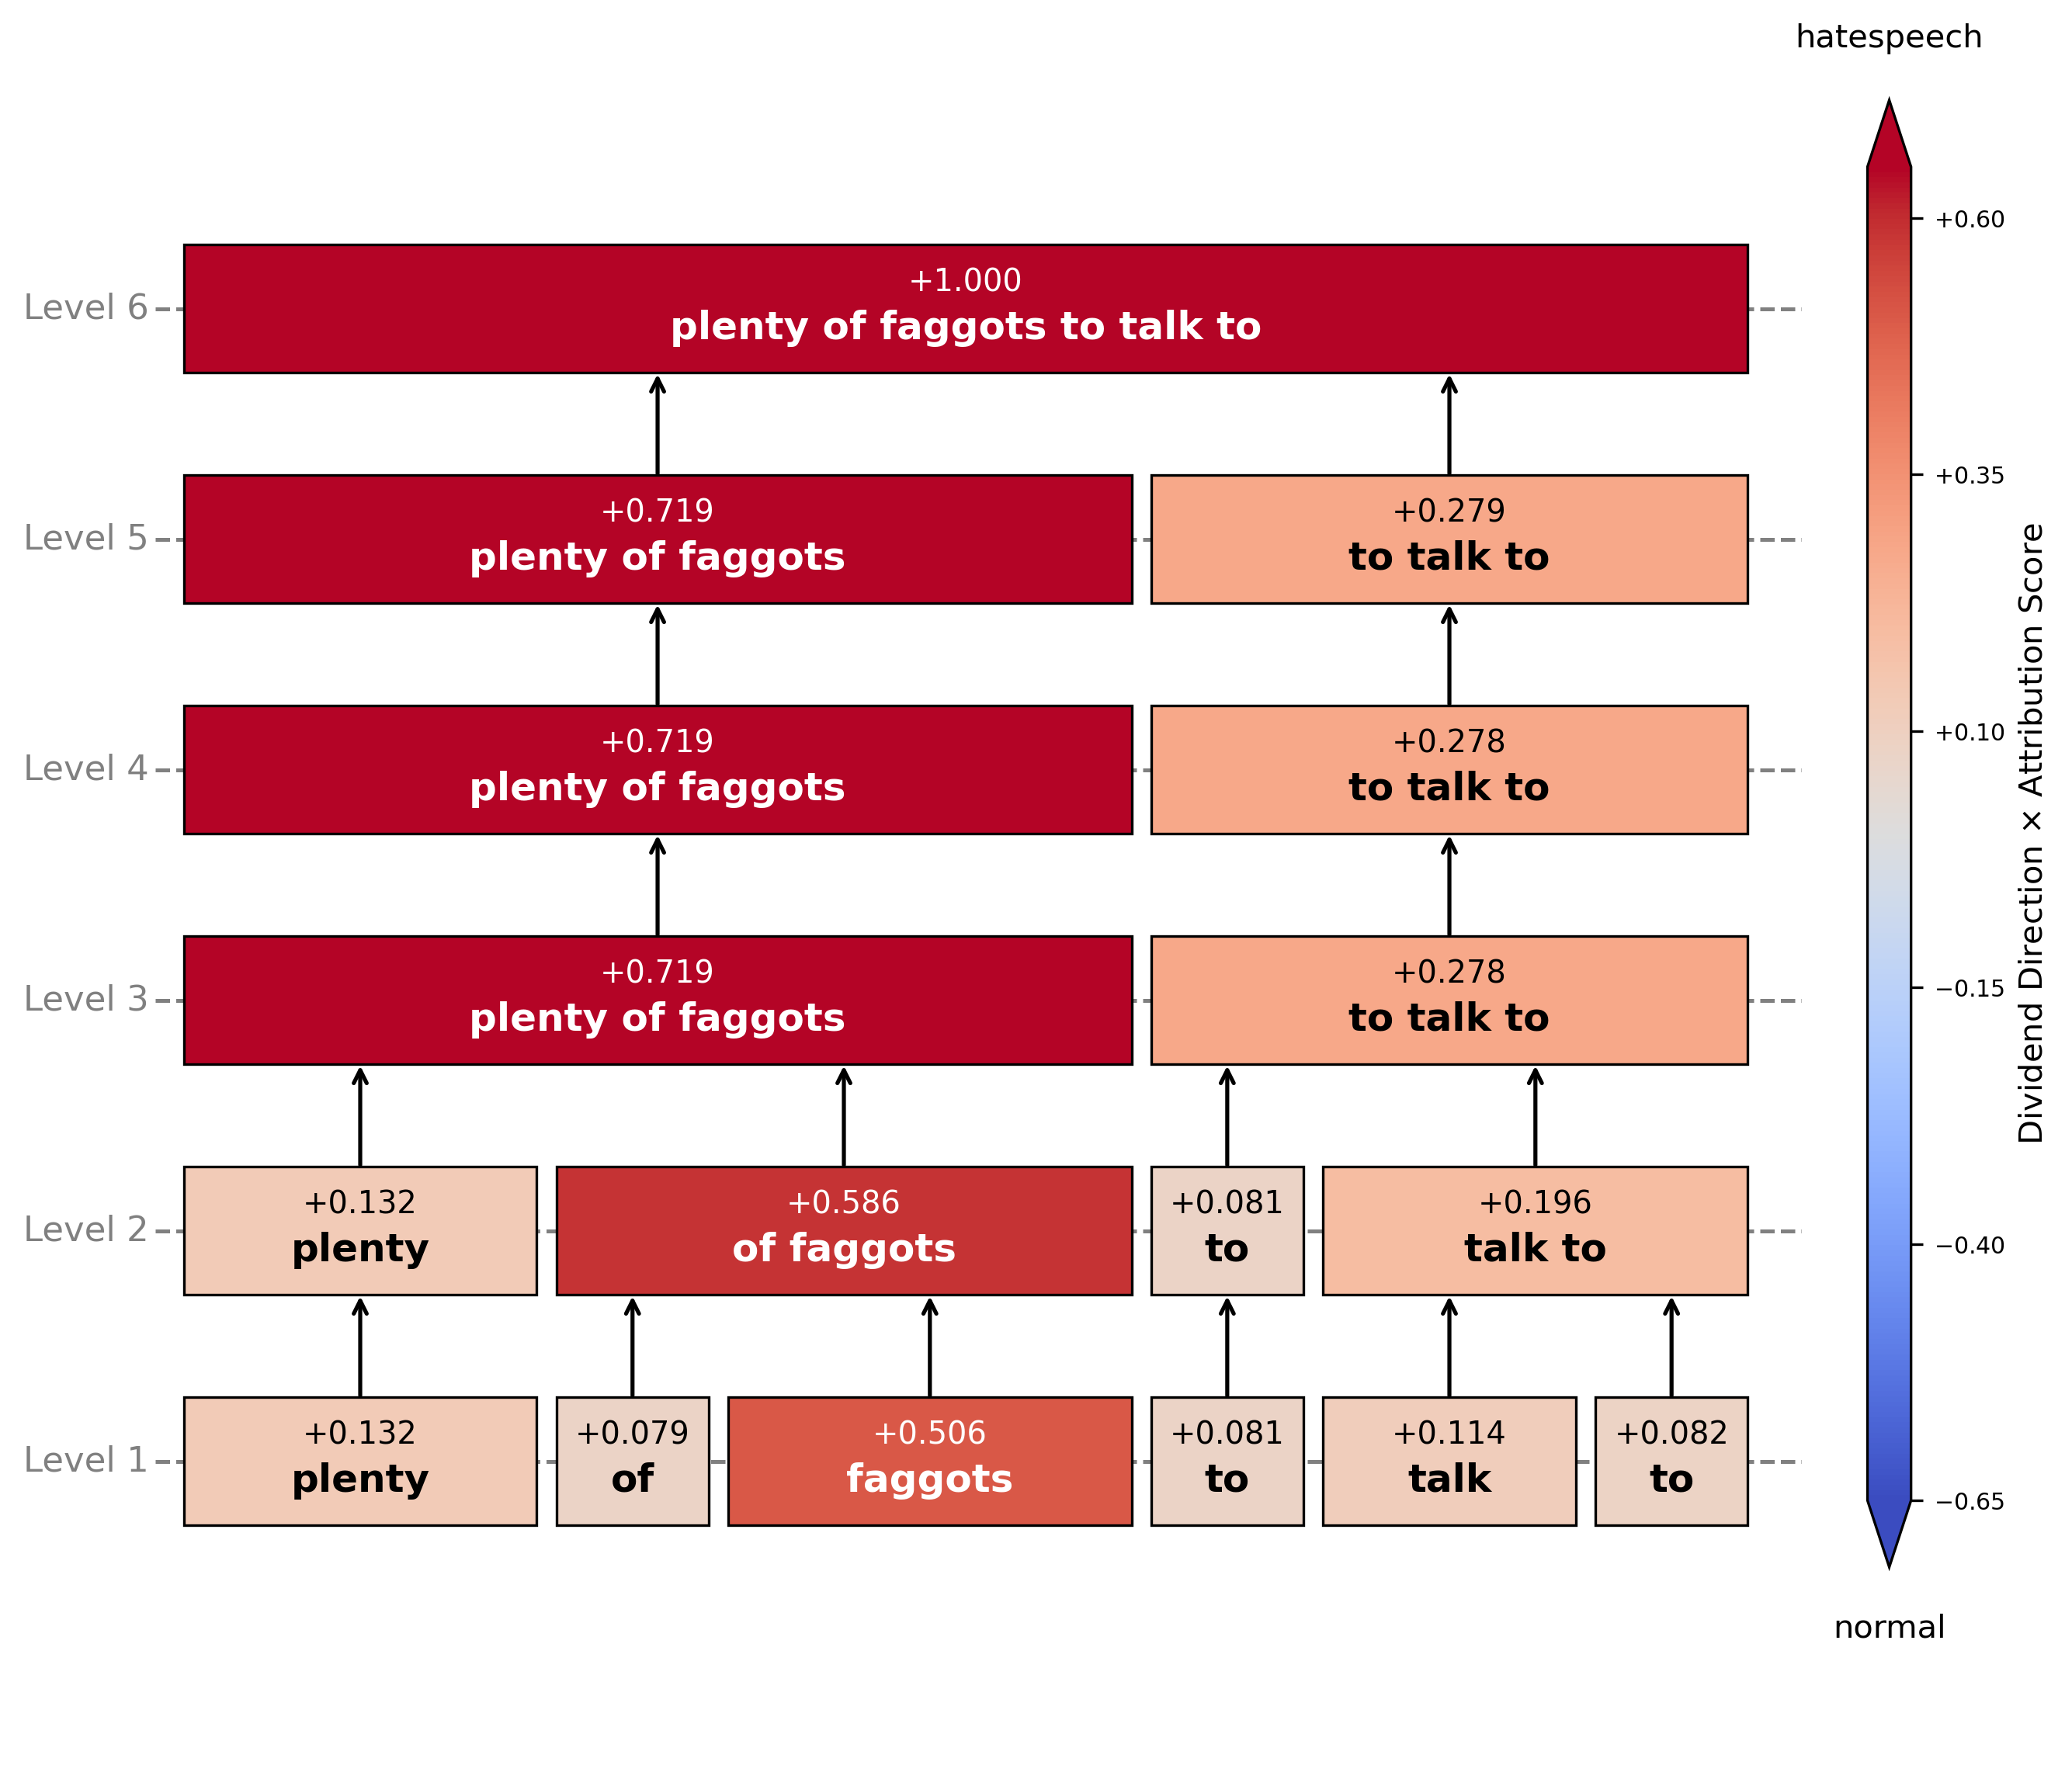 hatespeech
Level 6
+1.000
plenty of faggots to talk to
Level 5
+0.719
plenty of faggots
+0.279
to talk to
Level 4
+0.719
plenty of faggots
+0.278
to talk to
Level 3
+0.719
plenty of faggots
+0.278
to talk to
Level 2
+0.132
plenty
+0.586
of faggots
+0.081
to
+0.196
talk to
Level 1
+0.132
plenty
+0.079
of
+0.506
faggots
+0.081
to
+0.114
talk
+0.082
to
+0.60
+0.35
+0.10
−0.15
−0.40
−0.65
Dividend Direction × Attribution Score
normal